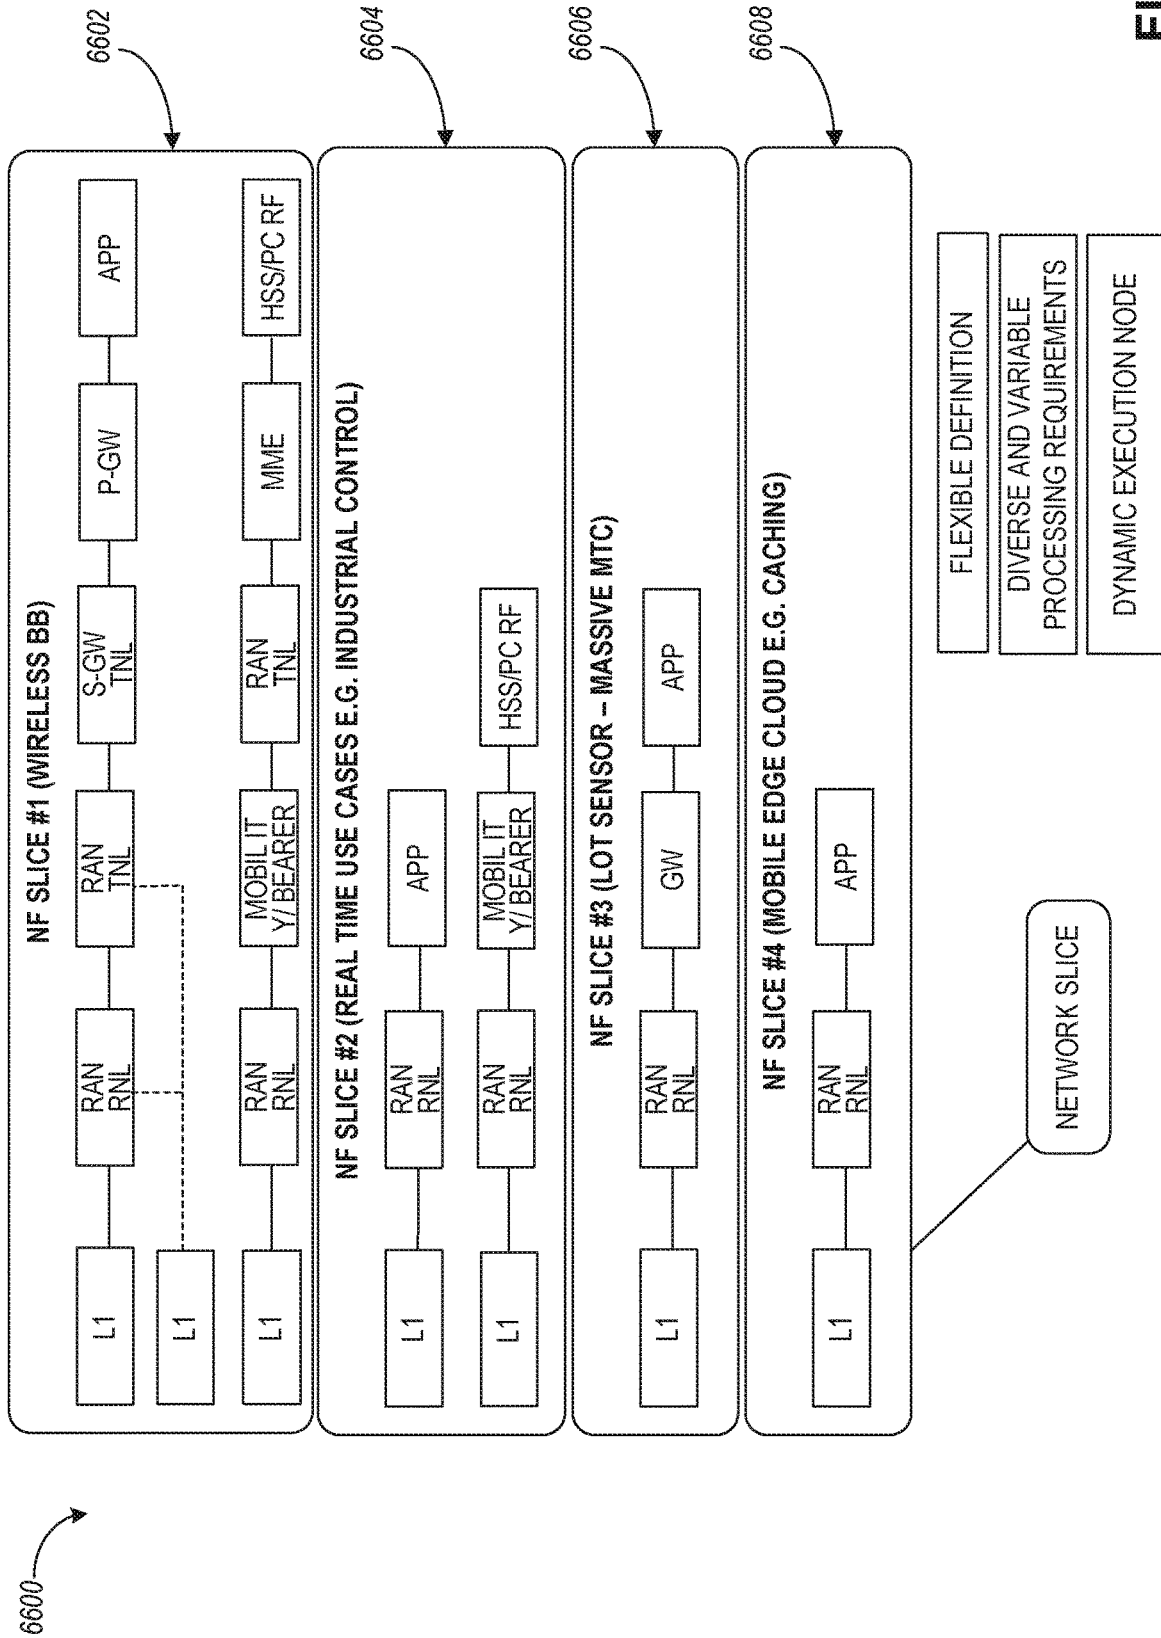 6600
6602
NF SLICE #1 (WIRELESS BB)
L1
RAN
RNL
RAN
TNL
S-GW
TNL
P-GW
APP
L1
L1
RAN
RNL
MOBIL IT
Y/ BEARER
RAN
TNL
MME
HSS/PC RF
6604
NF SLICE #2 (REAL TIME USE CASES E.G. INDUSTRIAL CONTROL)
L1
RAN
RNL
APP
L1
RAN
RNL
MOBIL IT
Y/ BEARER
HSS/PC RF
6606
NF SLICE #3 (LOT SENSOR – MASSIVE MTC)
L1
RAN
RNL
GW
APP
6608
NF SLICE #4 (MOBILE EDGE CLOUD E.G. CACHING)
L1
RAN
RNL
APP
NETWORK SLICE
FLEXIBLE DEFINITION
DIVERSE AND VARIABLE
PROCESSING REQUIREMENTS
DYNAMIC EXECUTION NODE